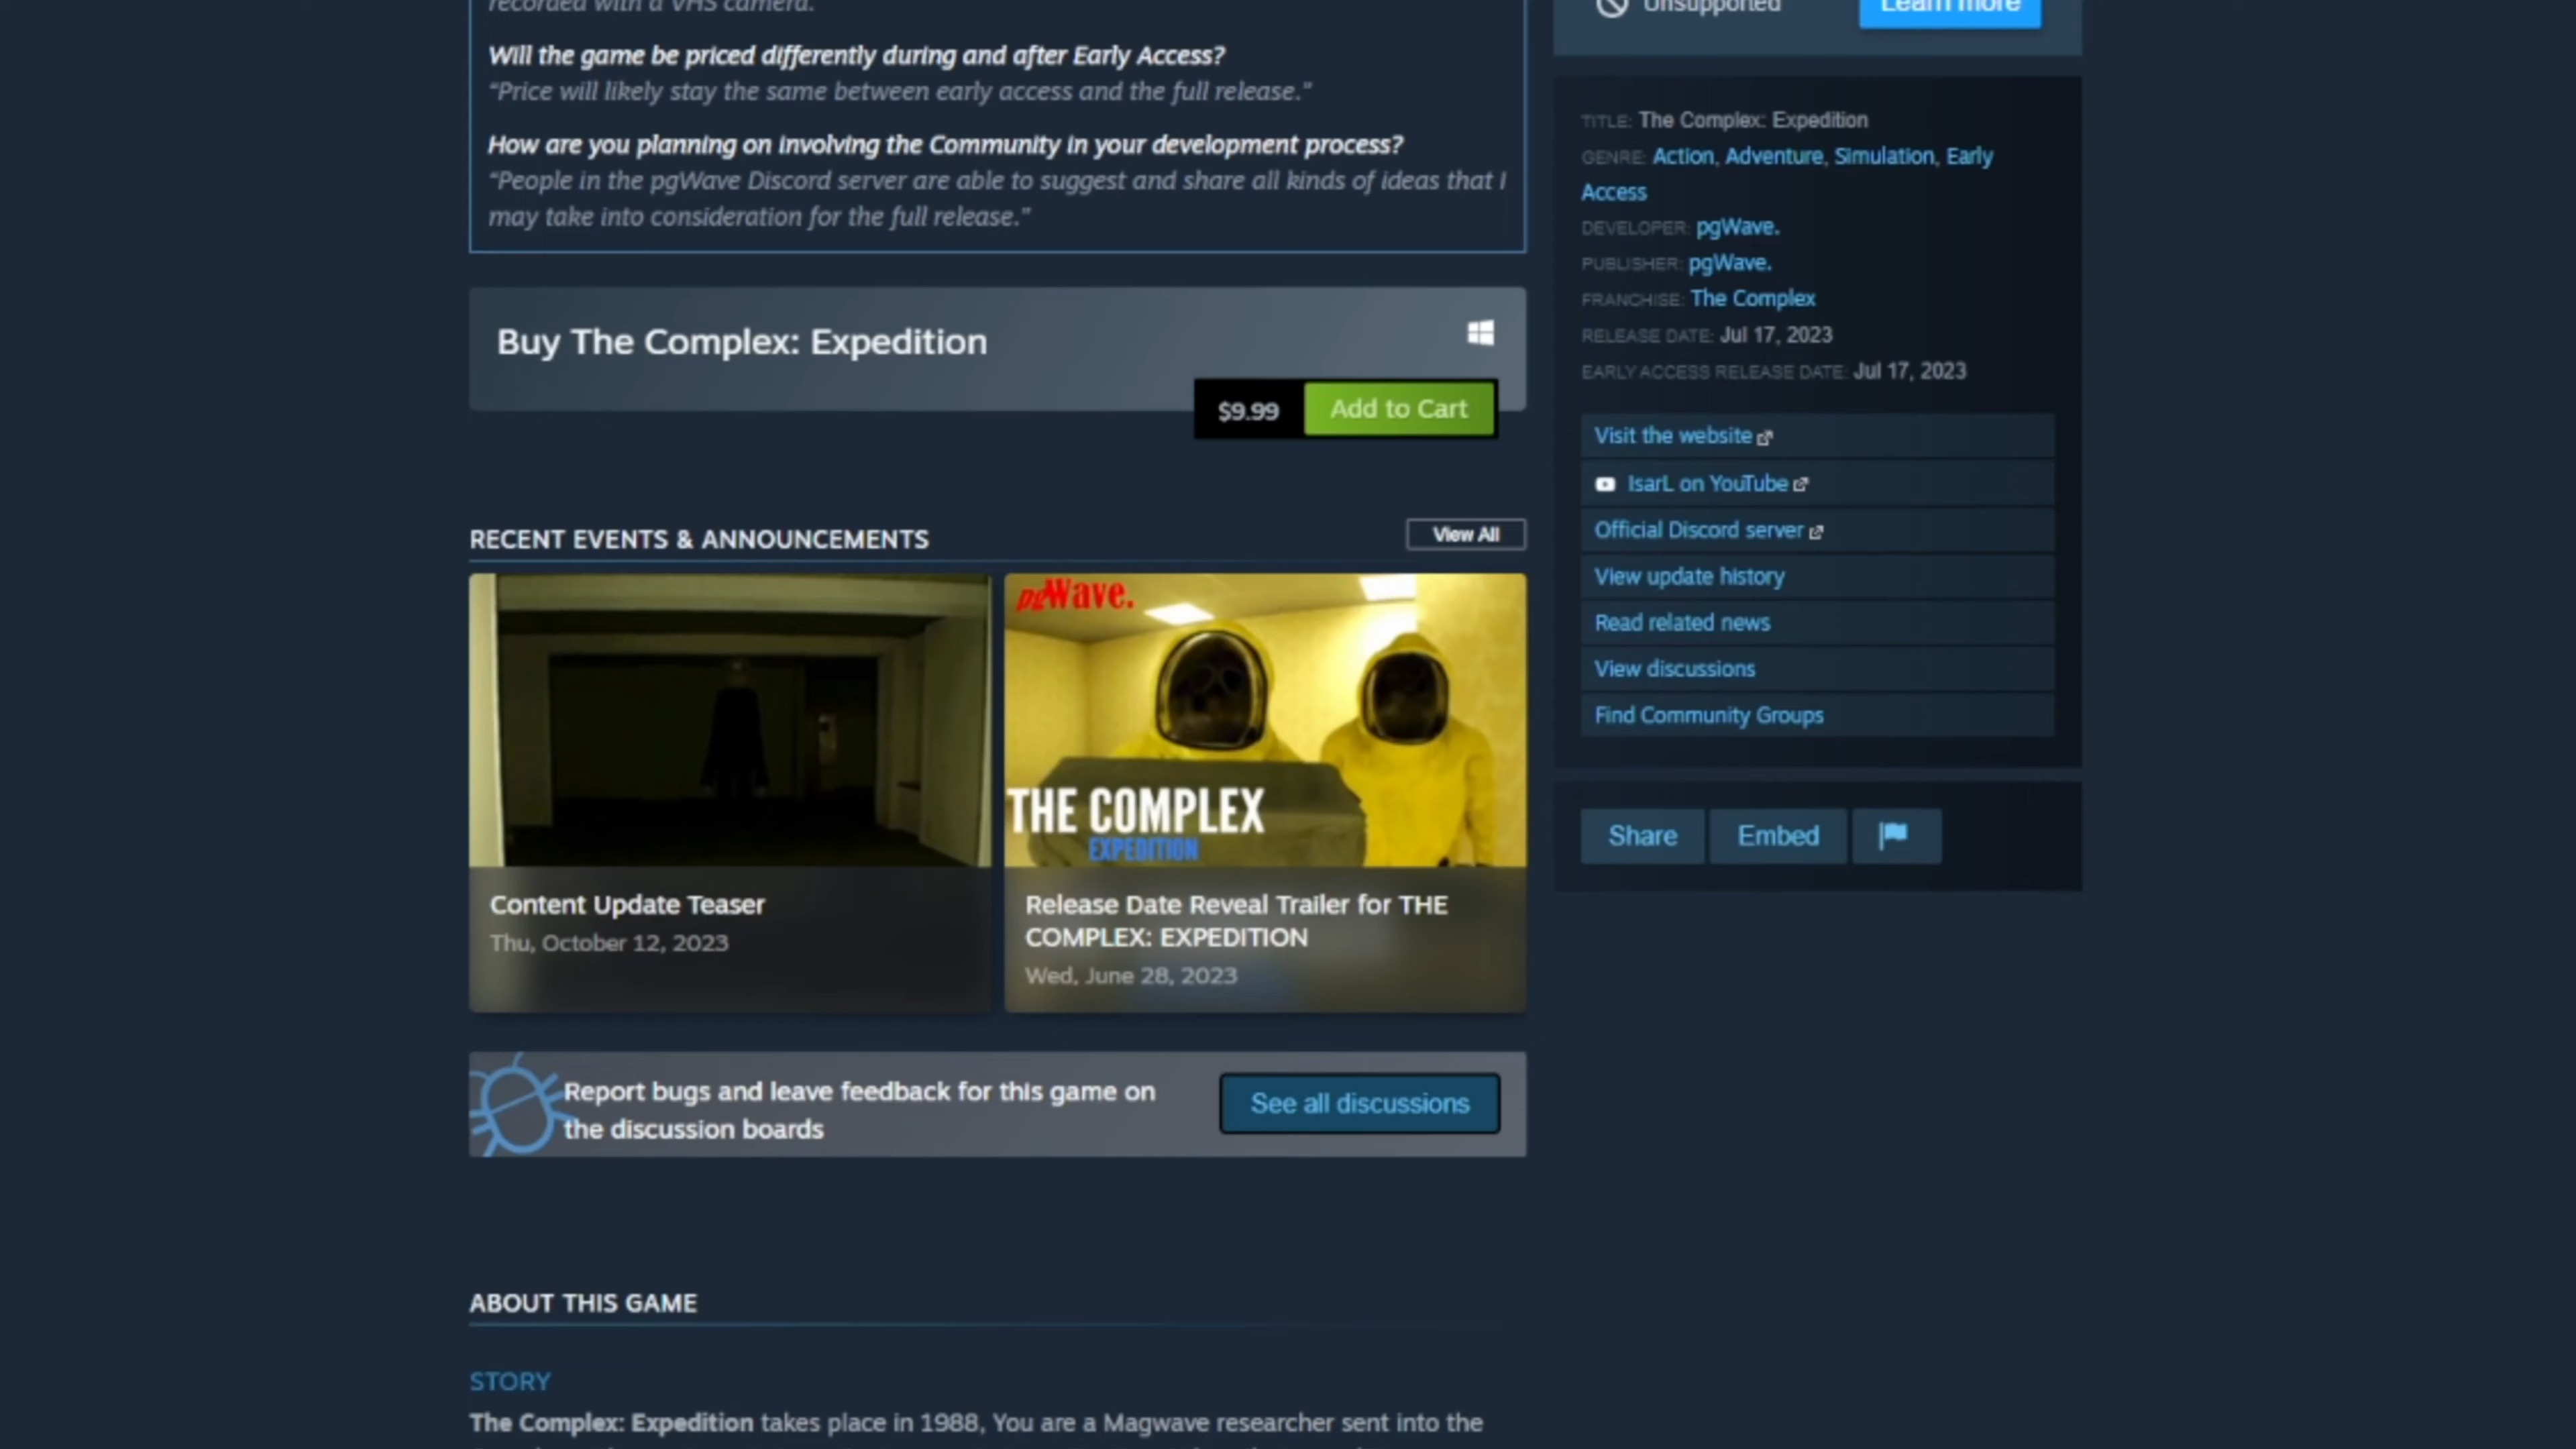 recorded with a VHS camera.
Will the game be priced differently during and after Early Access?
“Price will likely stay the same between early access and the full release.”
How are you planning on involving the Community in your development process?
“People in the pgWave Discord server are able to suggest and share all kinds of ideas that I
may take into consideration for the full release.”
Buy The Complex: Expedition
$9.99 Add to Cart
RECENT EVENTS & ANNOUNCEMENTS
View All
pgWave.
THE COMPLEX
EXPEDITION
Content Update Teaser
Thu, October 12, 2023
Release Date Reveal Trailer for THE
COMPLEX: EXPEDITION
Wed, June 28, 2023
Report bugs and leave feedback for this game on
the discussion boards
See all discussions
ABOUT THIS GAME
STORY
The Complex: Expedition takes place in 1988, You are a Magwave researcher sent into the
Unsupported
Learn more
TITLE: The Complex: Expedition
GENRE: Action, Adventure, Simulation, Early
Access
DEVELOPER: pgWave.
PUBLISHER: pgWave.
FRANCHISE: The Complex
RELEASE DATE: Jul 17, 2023
EARLY ACCESS RELEASE DATE: Jul 17, 2023
Visit the website
IsarL on YouTube
Official Discord server
View update history
Read related news
View discussions
Find Community Groups
Share
Embed